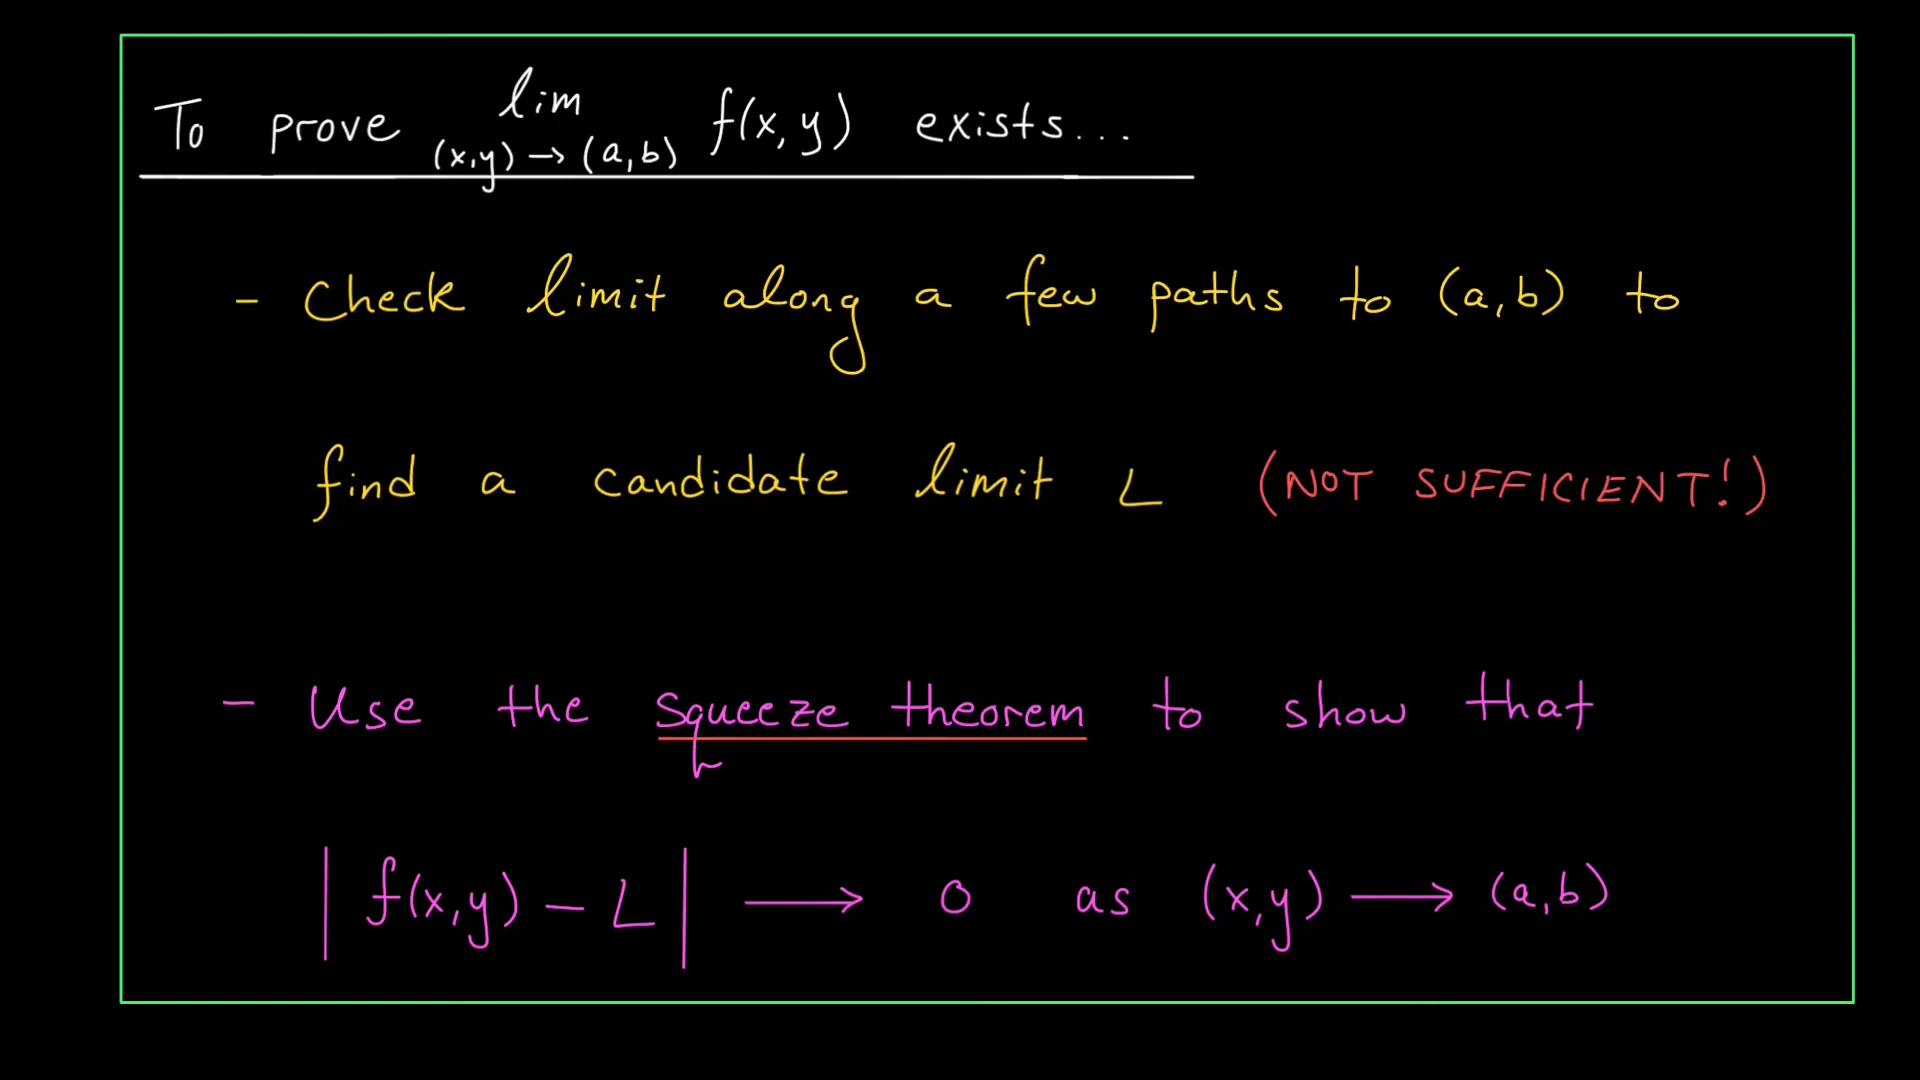 To prove lim f(x,y) exists...
(x,y) → (a,b)
- Check limit along a few paths to (a,b) to
find a candidate limit L (NOT SUFFICIENT!)
- Use the squeeze theorem to show that
| f(x,y) - L | → 0 as (x,y) → (a,b)